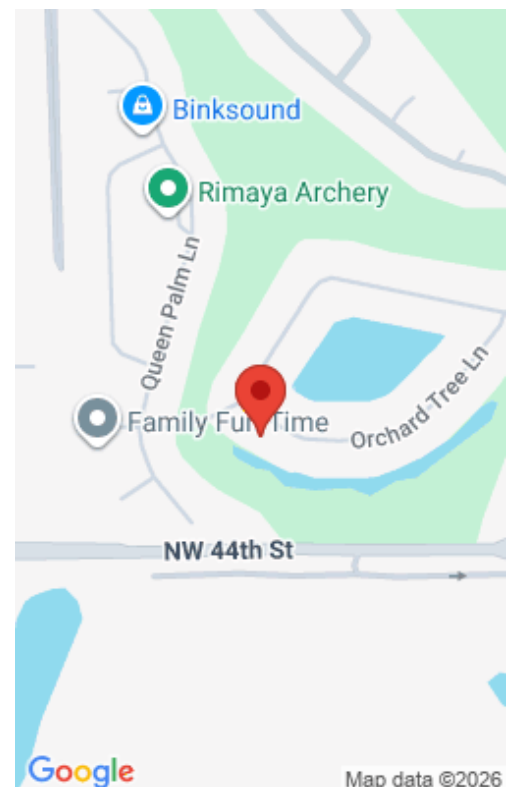 Binksound
Rimaya Archery
Queen Palm Ln
Family Fun Time
Orchard Tree Ln
NW 44th St
Google
Map data ©2026